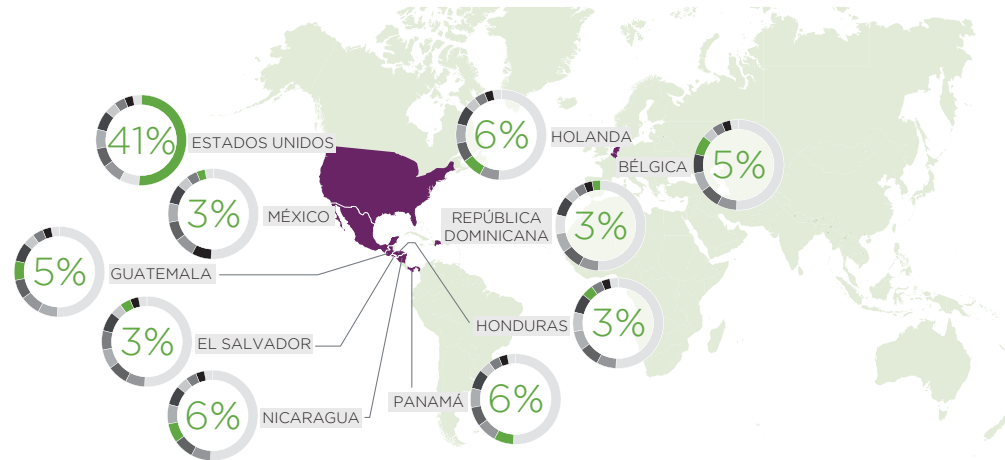 41%
ESTADOS UNIDOS
6%
HOLANDA
BÉLGICA
5%
3%
MÉXICO
REPÚBLICA
DOMINICANA
3%
5%
GUATEMALA
3%
EL SALVADOR
HONDURAS
3%
6%
NICARAGUA
PANAMÁ
6%